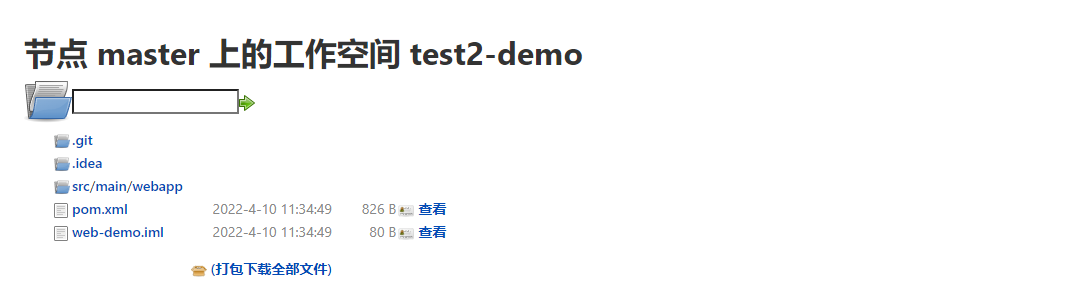 节点 master 上的工作空间 test2-demo
.git
.idea
src/main/webapp
pom.xml 2022-4-10 11:34:49 826 B 查看
web-demo.iml 2022-4-10 11:34:49 80 B 查看
(打包下载全部文件)